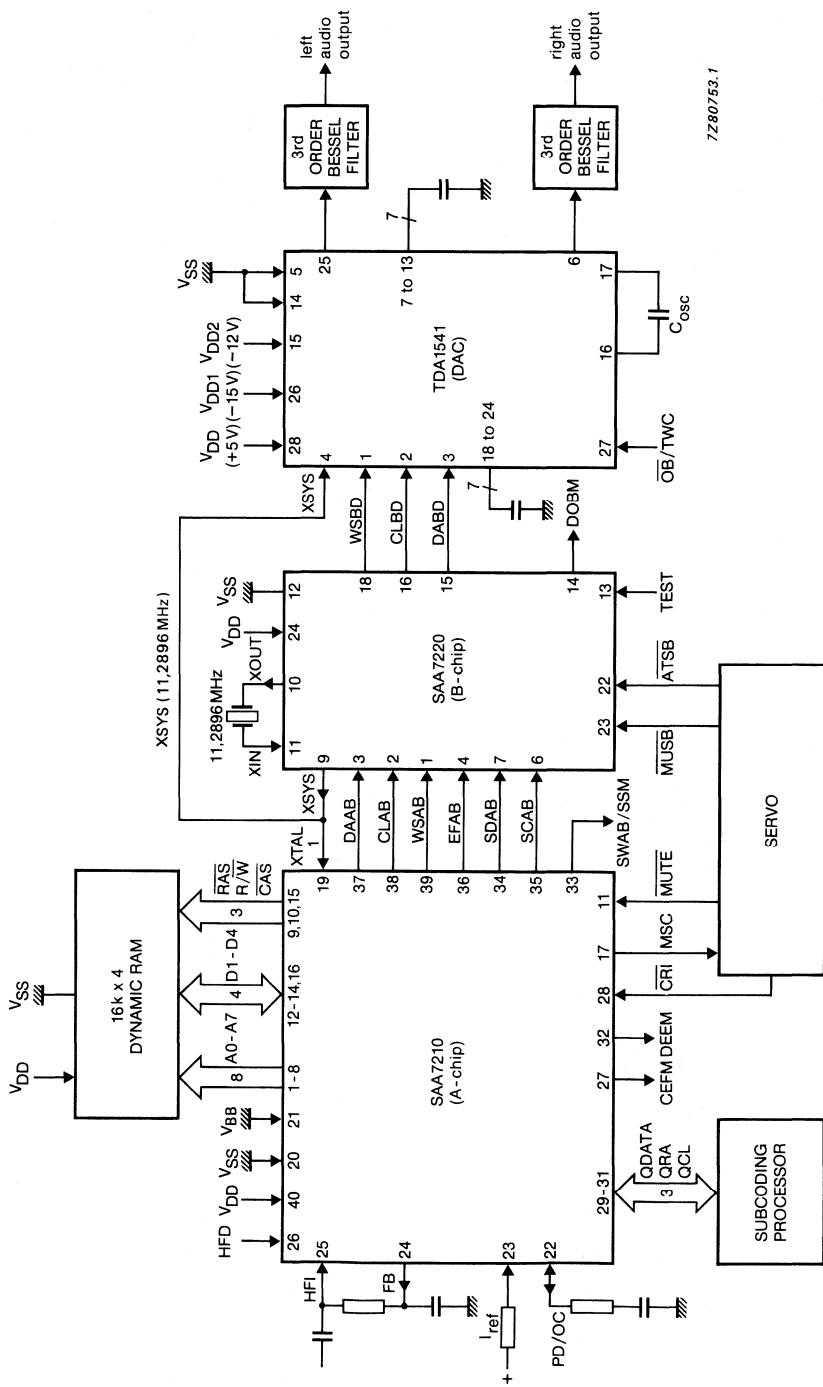 left
audio
output
right
audio
output
3rd
ORDER
BESSEL
FILTER
3rd
ORDER
BESSEL
FILTER
7Z80753.1
VSS
VDD2
(−12V)
VDD1
(−15V)
VDD
(+5V)
5
14
15
26
28
25
7 to 13
7
6
17
16
Cosc
TDA1541
(DAC)
4
1
2
3
18 to 24
7
27
OB/TWC
XSYS
WSBD
CLBD
DABD
XSYS (11,2896 MHz)
18
16
15
14
DOBM
VSS
12
VDD
24
XOUT
10
11,2896 MHz
XIN
11
9
SAA7220
(B-chip)
13
TEST
22
ATSB
23
MUSB
3
2
1
4
7
6
XSYS
XTAL
1
DAAB
CLAB
WSAB
EFAB
SDAB
SCAB
SWAB/SSM
19
37
38
39
36
34
35
33
SERVO
16k x 4
DYNAMIC RAM
VSS
VDD
RAS
R/W
CAS
3
9,10,15
D1-D4
4
12-14,16
A0-A7
8
1-8
SAA7210
(A-chip)
11
MUTE
17
MSC
28
CRI
32
DEEM
27
CEFM
29-31
QDATA
QRA
QCL
3
SUBCODING
PROCESSOR
VBB
21
VSS
20
VDD
40
HFD
26
25
HFI
24
FB
23
Iref
+
22
PD/OC